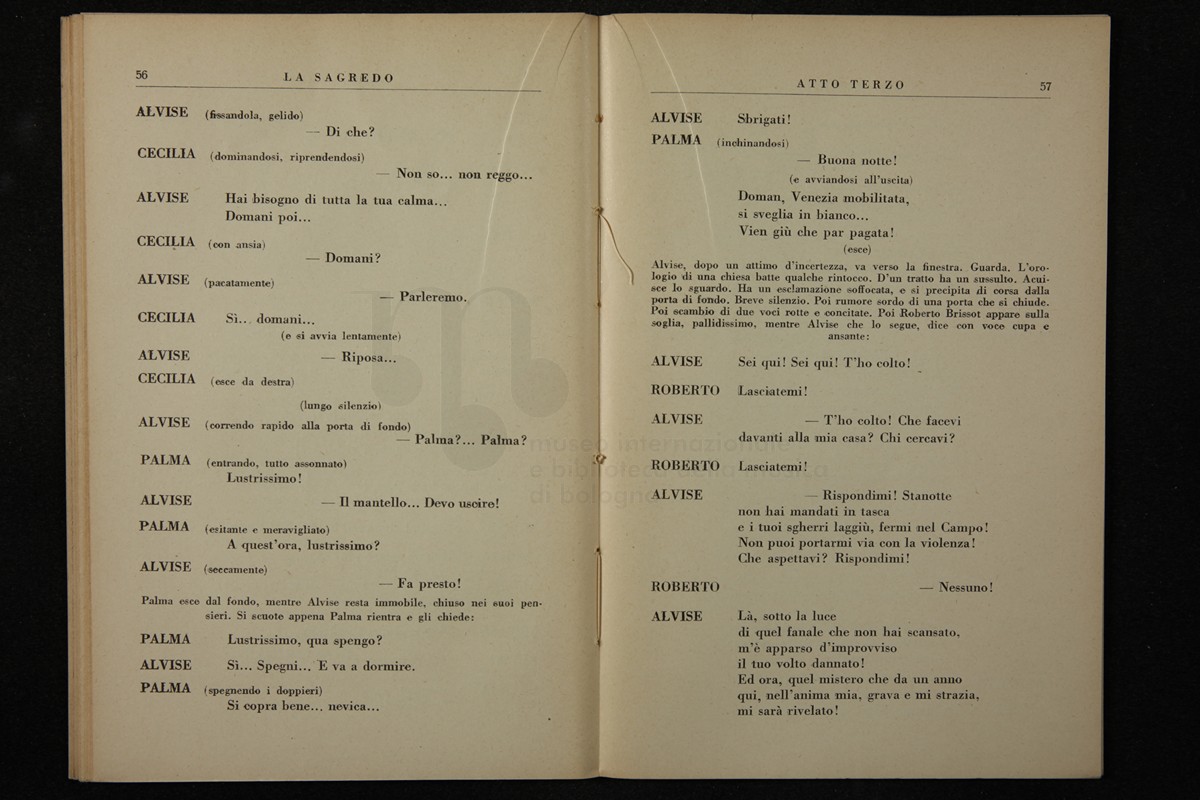 56
LA SAGREDO
ALVISE (fissandola, gelido)
— Di che?
CECILIA (dominandosi, riprendendosi)
— Non so... non reggo...
ALVISE Hai bisogno di tutta la tua calma...
Domani poi...
CECILIA (con ansia)
— Domani?
ALVISE (pacatamente)
— Parleremo.
CECILIA Sì... domani...
(e si avvia lentamente)
ALVISE — Riposa...
CECILIA (esce da destra)
(lungo silenzio)
ALVISE (correndo rapido alla porta di fondo)
— Palma?... Palma?
PALMA (entrando, tutto assonnato)
Lustrissimo!
ALVISE — Il mantello... Devo uscire!
PALMA (esitante e meravigliato)
A quest'ora, lustrissimo?
ALVISE (seccamente)
— Fa presto!
Palma esce dal fondo, mentre Alvise resta immobile, chiuso nei suoi pen-
sieri. Si scuote appena Palma rientra e gli chiede:
PALMA Lustrissimo, qua spengo?
ALVISE Sì... Spegni... E va a dormire.
PALMA (spegnendo i doppieri)
Si copra bene... nevica...
ATTO TERZO
57
ALVISE Sbrigati!
PALMA (inchinandosi)
— Buona notte!
(e avviandosi all'uscita)
Doman, Venezia mobilitata,
si sveglia in bianco...
Vien giù che par pagata!
(esce)
Alvise, dopo un attimo d'incertezza, va verso la finestra. Guarda. L'oro-
logio di una chiesa batte qualche rintocco. D'un tratto ha un sussulto. Acui-
sce lo sguardo. Ha un esclamazione soffocata, e si precipita di corsa dalla
porta di fondo. Breve silenzio. Poi rumore sordo di una porta che si chiude.
Poi scambio di due voci rotte e concitate. Poi Roberto Brissot appare sulla
soglia, pallidissimo, mentre Alvise che lo segue, dice con voce cupa e
ansante:
ALVISE Sei qui! Sei qui! T'ho colto!
ROBERTO Lasciatemi!
ALVISE — T'ho colto! Che facevi
davanti alla mia casa? Chi cercavi?
ROBERTO Lasciatemi!
ALVISE — Rispondimi! Stanotte
non hai mandati in tasca
e i tuoi sgherri laggiù, fermi nel Campo!
Non puoi portarmi via con la violenza!
Che aspettavi? Rispondimi!
ROBERTO — Nessuno!
ALVISE Là, sotto la luce
di quel fanale che non hai scansato,
m'è apparso d'improvviso
il tuo volto dannato!
Ed ora, quel mistero che da un anno
qui, nell'anima mia, grava e mi strazia,
mi sarà rivelato!
museo internazionale
e biblioteca della musica
di bologna